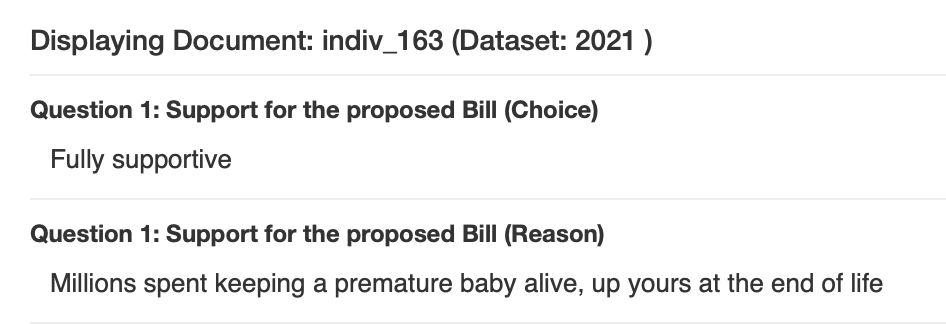 Displaying Document: indiv_163 (Dataset: 2021 )
Question 1: Support for the proposed Bill (Choice)
Fully supportive
Question 1: Support for the proposed Bill (Reason)
Millions spent keeping a premature baby alive, up yours at the end of life